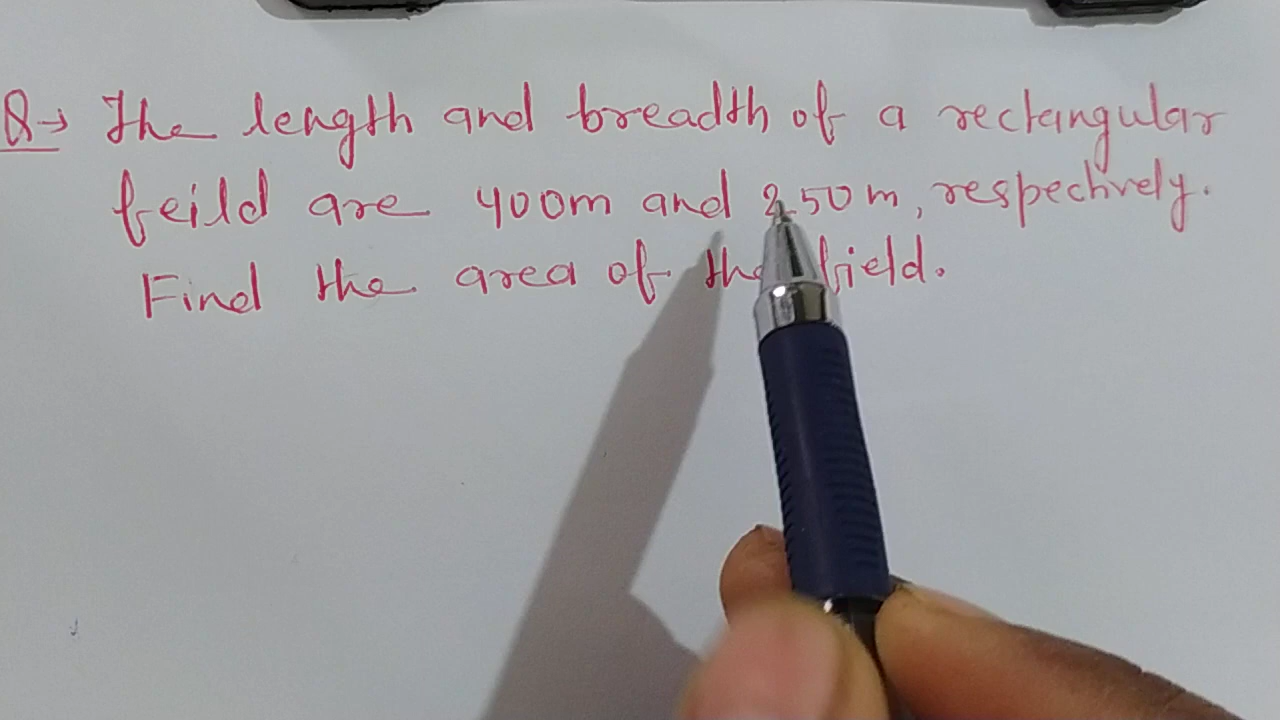 Q→ The length and breadth of a rectangular
feild are 400m and 250m, respectively.
Find the area of the field.